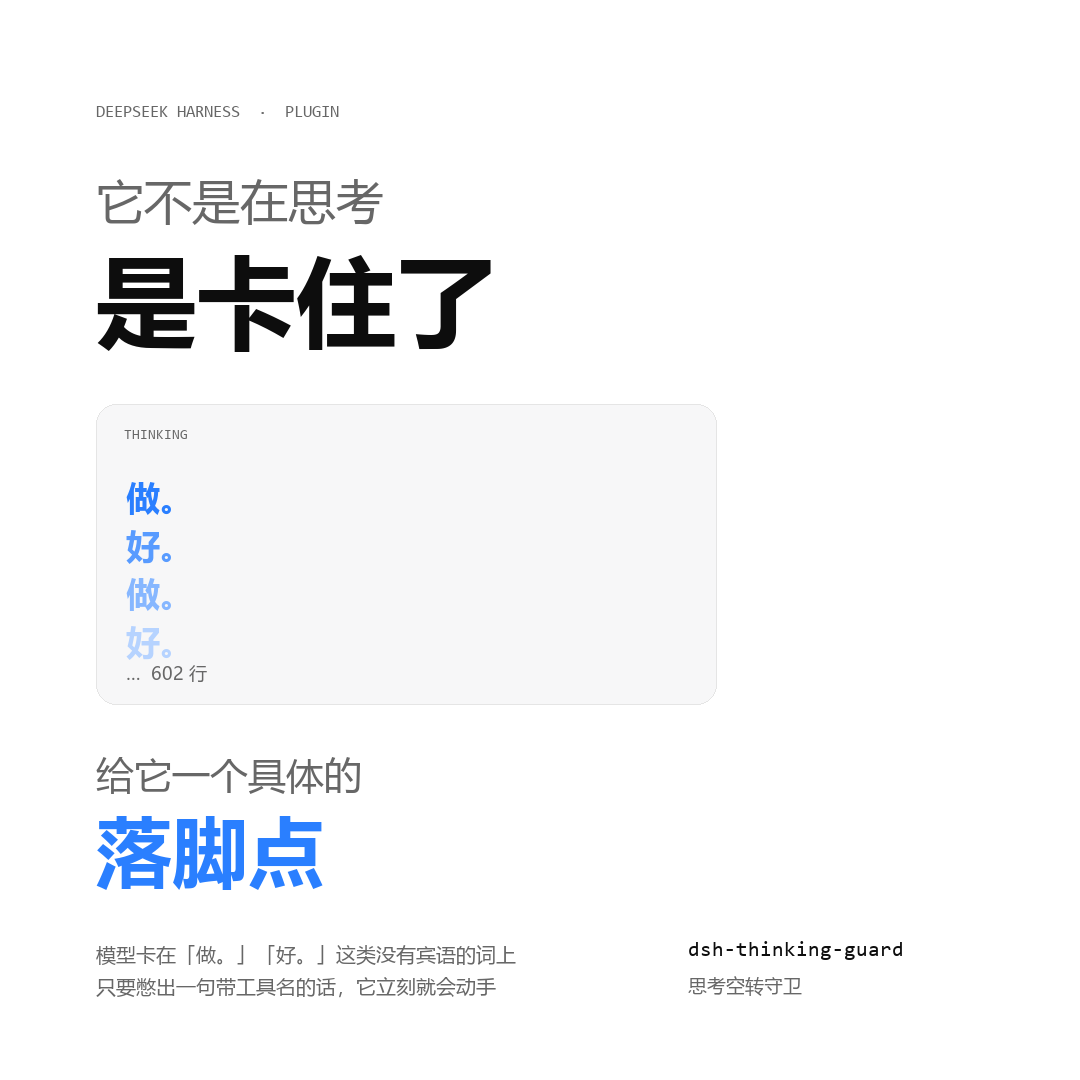 DEEPSEEK HARNESS · PLUGIN
它不是在思考
是卡住了
THINKING
做。
好。
做。
好。
… 602 行
给它一个具体的
落脚点
模型卡在「做。」「好。」这类没有宾语的词上
只要憋出一句带工具名的话，它立刻就会动手
dsh-thinking-guard
思考空转守卫